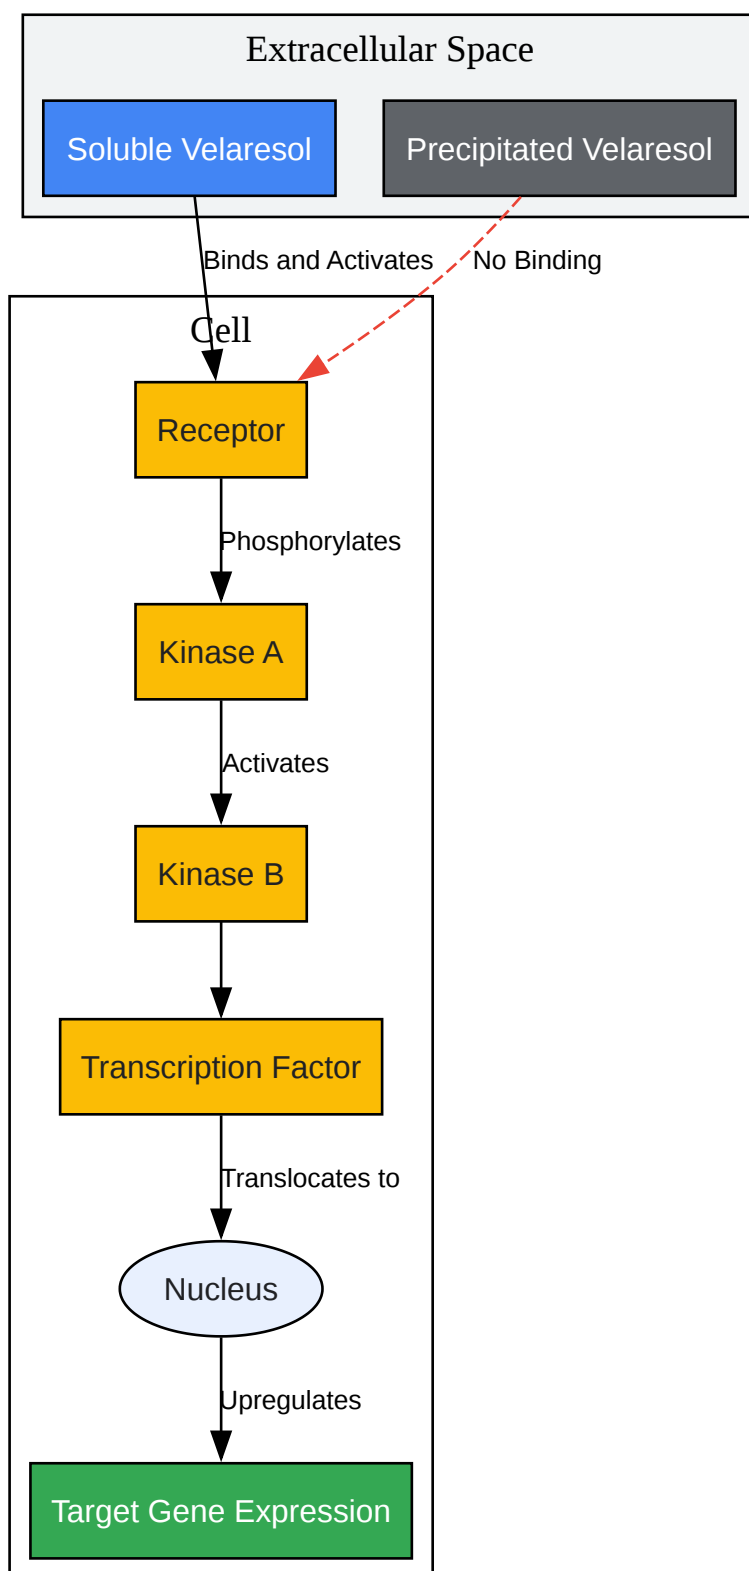 Extracellular Space
Soluble Velaresol
Precipitated Velaresol
Binds and Activates
No Binding
Cell
Receptor
Phosphorylates
Kinase A
Activates
Kinase B
Transcription Factor
Translocates to
Nucleus
Upregulates
Target Gene Expression